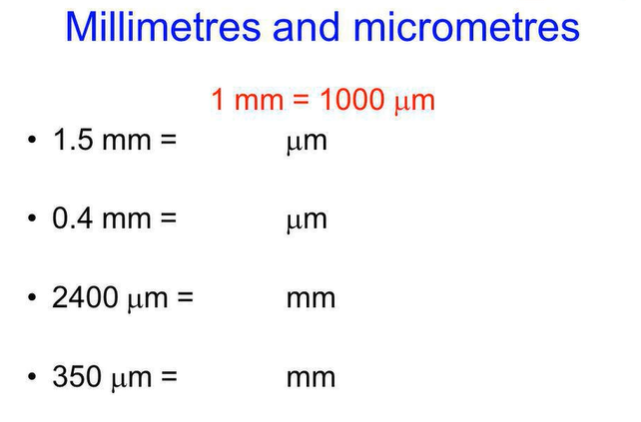 Millimetres and micrometres
1 mm = 1000 μm
• 1.5 mm = μm
• 0.4 mm = μm
• 2400 μm = mm
• 350 μm = mm